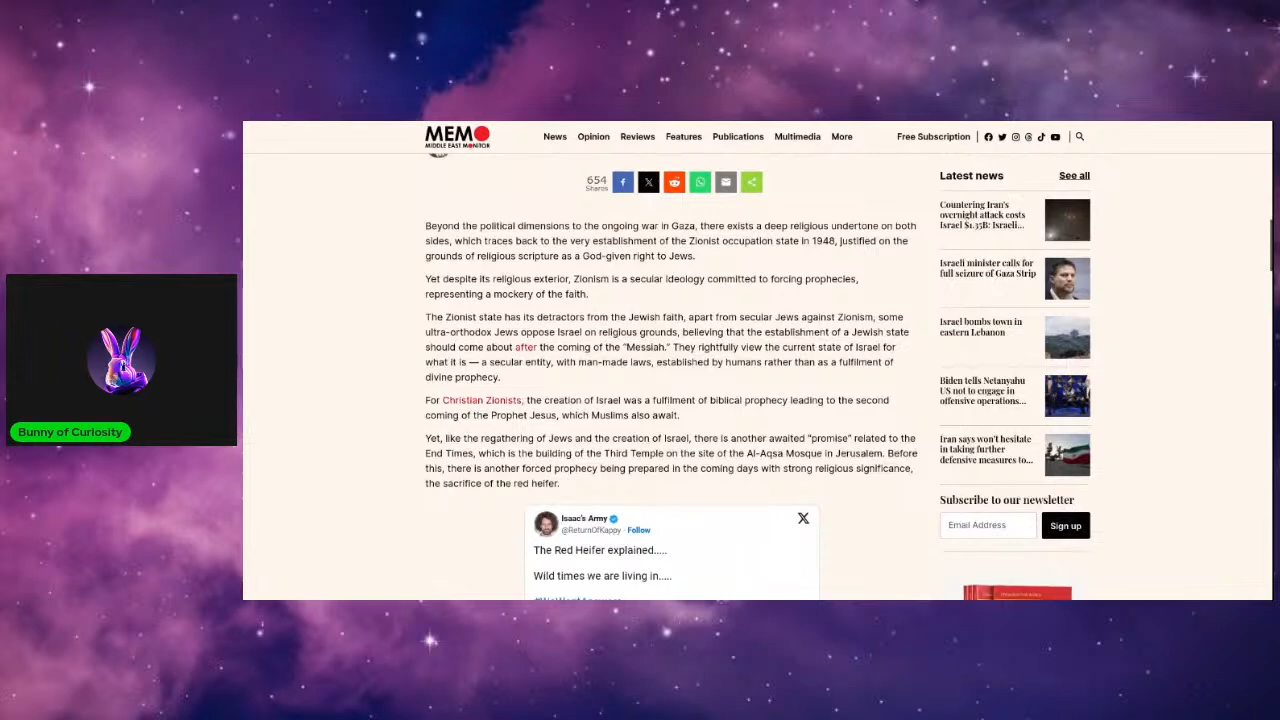 MEMO
MIDDLE EAST MONITOR
News Opinion Reviews Features Publications Multimedia More
Free Subscription
654
Shares
Beyond the political dimensions to the ongoing war in Gaza, there exists a deep religious undertone on both
sides, which traces back to the very establishment of the Zionist occupation state in 1948, justified on the
grounds of religious scripture as a God-given right to Jews.
Yet despite its religious exterior, Zionism is a secular ideology committed to forcing prophecies,
representing a mockery of the faith.
The Zionist state has its detractors from the Jewish faith, apart from secular Jews against Zionism, some
ultra-orthodox Jews oppose Israel on religious grounds, believing that the establishment of a Jewish state
should come about after the coming of the “Messiah.” They rightfully view the current state of Israel for
what it is — a secular entity, with man-made laws, established by humans rather than as a fulfilment of
divine prophecy.
For Christian Zionists, the creation of Israel was a fulfilment of biblical prophecy leading to the second
coming of the Prophet Jesus, which Muslims also await.
Yet, like the regathering of Jews and the creation of Israel, there is another awaited “promise” related to the
End Times, which is the building of the Third Temple on the site of the Al-Aqsa Mosque in Jerusalem. Before
this, there is another forced prophecy being prepared in the coming days with strong religious significance,
the sacrifice of the red heifer.
Isaac's Army
@ReturnOfKappy · Follow
The Red Heifer explained.....
Wild times we are living in.....
Latest news See all
Countering Iran's
overnight attack costs
Israel $1.35B: Israeli...
Israeli minister calls for
full seizure of Gaza Strip
Israel bombs town in
eastern Lebanon
Biden tells Netanyahu
US not to engage in
offensive operations...
Iran says won't hesitate
in taking further
defensive measures to...
Subscribe to our newsletter
Email Address Sign up
Bunny of Curiosity